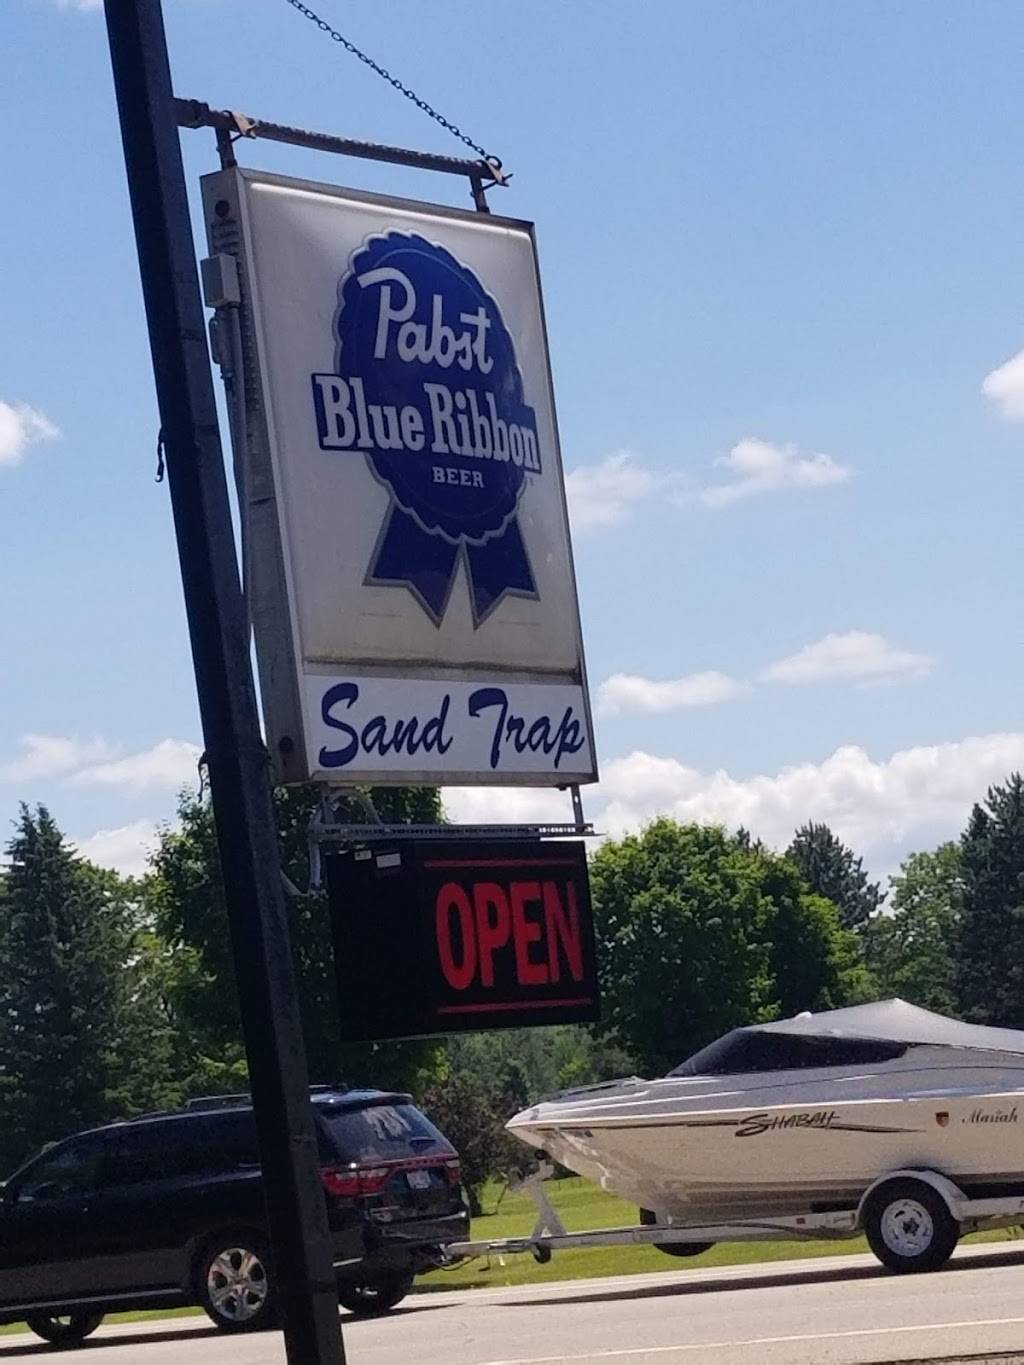 Pabst
Blue Ribbon
BEER
Sand Trap
OPEN
SHABAH
Mariah